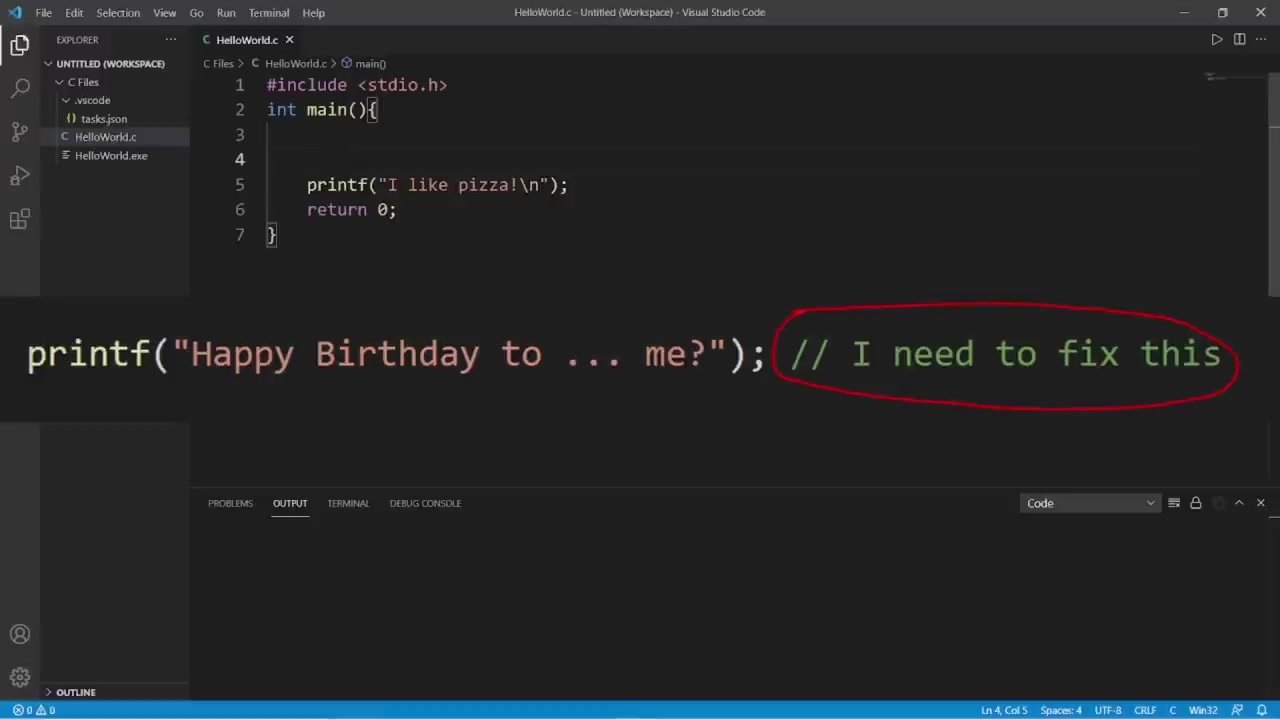 File Edit Selection View Go Run Terminal Help
HelloWorld.c - Untitled (Workspace) - Visual Studio Code
EXPLORER
UNTITLED (WORKSPACE)
C Files
.vscode
{} tasks.json
C HelloWorld.c
HelloWorld.exe
C HelloWorld.c
C Files > C HelloWorld.c > main()
1 #include <stdio.h>
2 int main(){
3
4
5 printf("I like pizza!\n");
6 return 0;
7 }
printf("Happy Birthday to ... me?"); // I need to fix this
PROBLEMS OUTPUT TERMINAL DEBUG CONSOLE
Code
OUTLINE
0 0
Ln 4, Col 5 Spaces: 4 UTF-8 CRLF C Win32